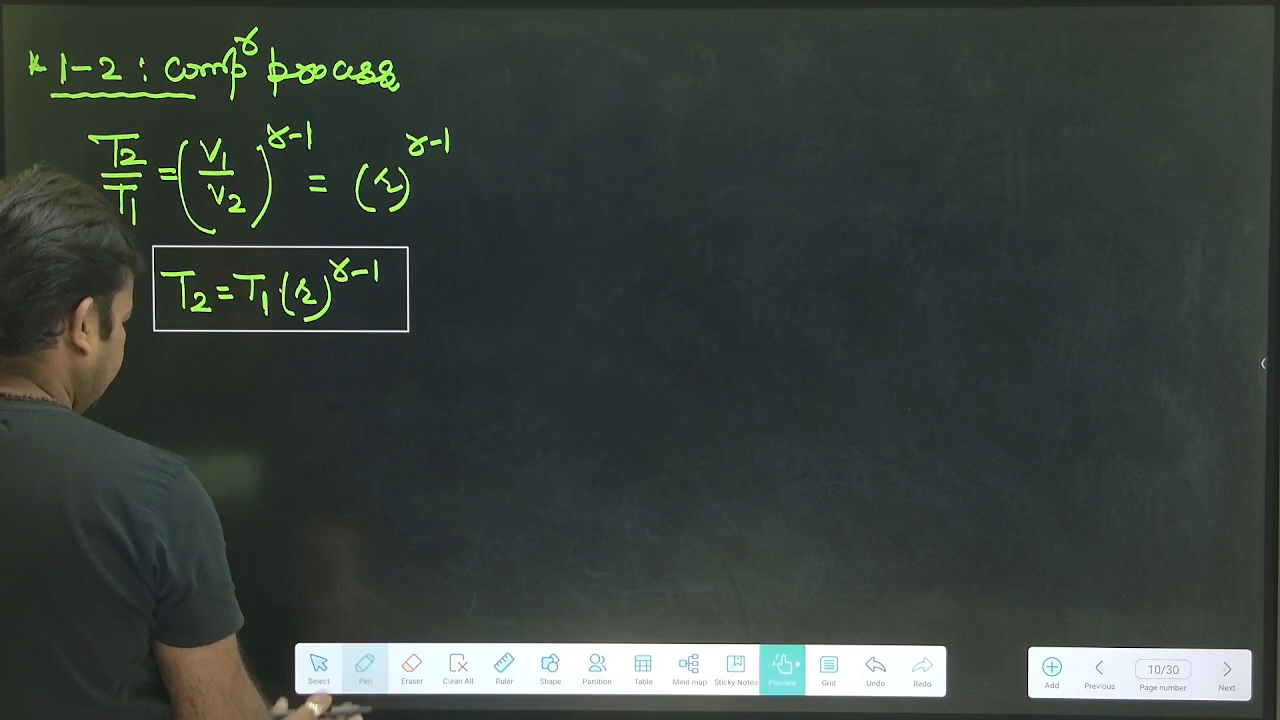 * 1-2 : compʳ process
T₂/T₁ = (V₁/V₂)^γ-1 = (r)^γ-1
T₂ = T₁ (r)^γ-1
Select Pen Eraser Clean All Ruler Shape Partition Table Mind map Sticky-Notes Preview Grid Undo Redo
Add Previous 10/30 Page number Next